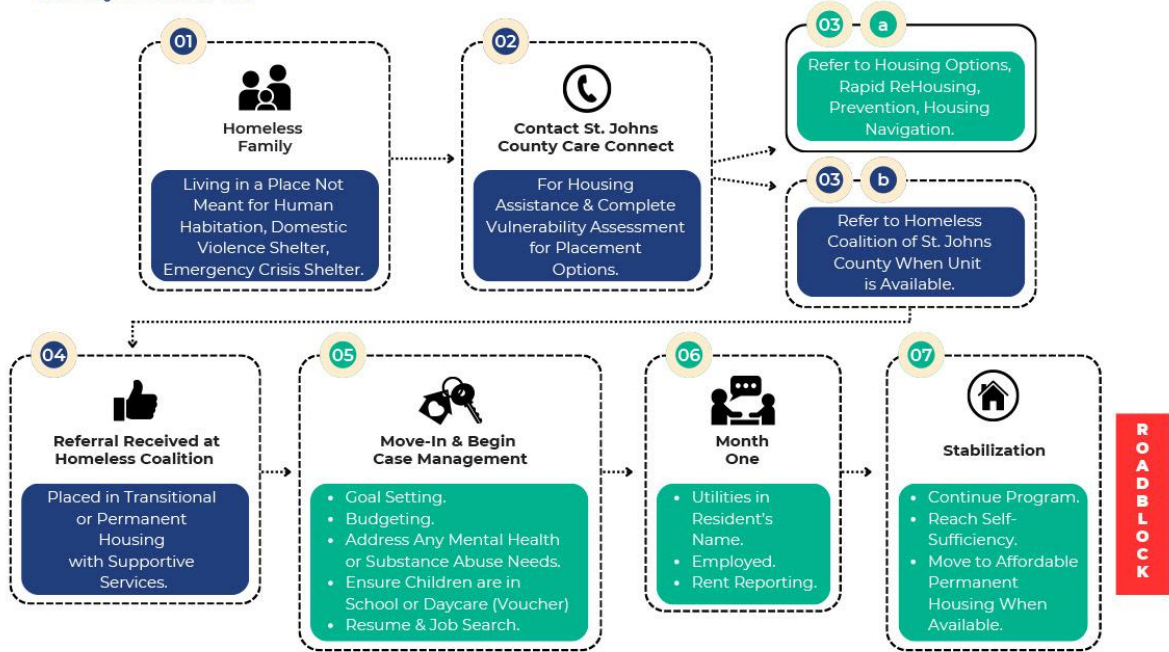 01
Homeless
Family
Living in a Place Not
Meant for Human
Habitation, Domestic
Violence Shelter,
Emergency Crisis Shelter.
02
Contact St. Johns
County Care Connect
For Housing
Assistance & Complete
Vulnerability Assessment
for Placement
Options.
03 a
Refer to Housing Options,
Rapid ReHousing,
Prevention, Housing
Navigation.
03 b
Refer to Homeless
Coalition of St. Johns
County When Unit
is Available.
04
Referral Received at
Homeless Coalition
Placed in Transitional
or Permanent
Housing
with Supportive
Services.
05
Move-In & Begin
Case Management
• Goal Setting.
• Budgeting.
• Address Any Mental Health
or Substance Abuse Needs.
• Ensure Children are in
School or Daycare (Voucher)
• Resume & Job Search.
06
Month
One
• Utilities in
Resident's
Name.
• Employed.
• Rent Reporting.
07
Stabilization
• Continue Program.
• Reach Self-
Sufficiency.
• Move to Affordable
Permanent
Housing When
Available.
ROADBLOCK